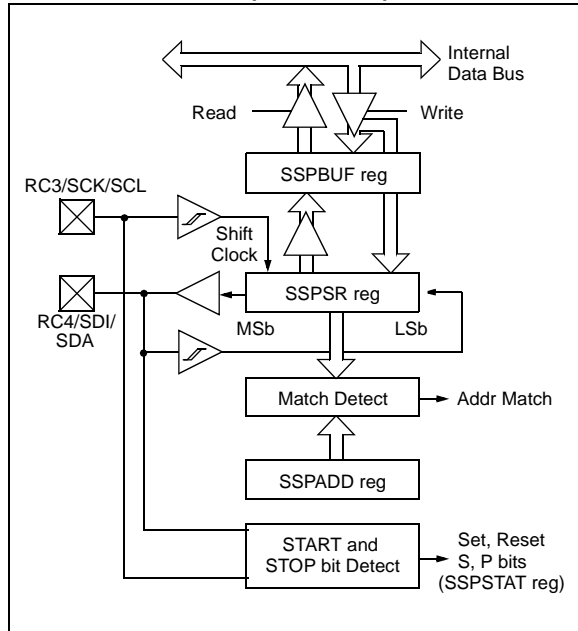 Internal
Data Bus
Read
Write
SSPBUF reg
RC3/SCK/SCL
Shift
Clock
SSPSR reg
MSb
LSb
RC4/SDI/
SDA
Match Detect
Addr Match
SSPADD reg
START and
STOP bit Detect
Set, Reset
S, P bits
(SSPSTAT reg)